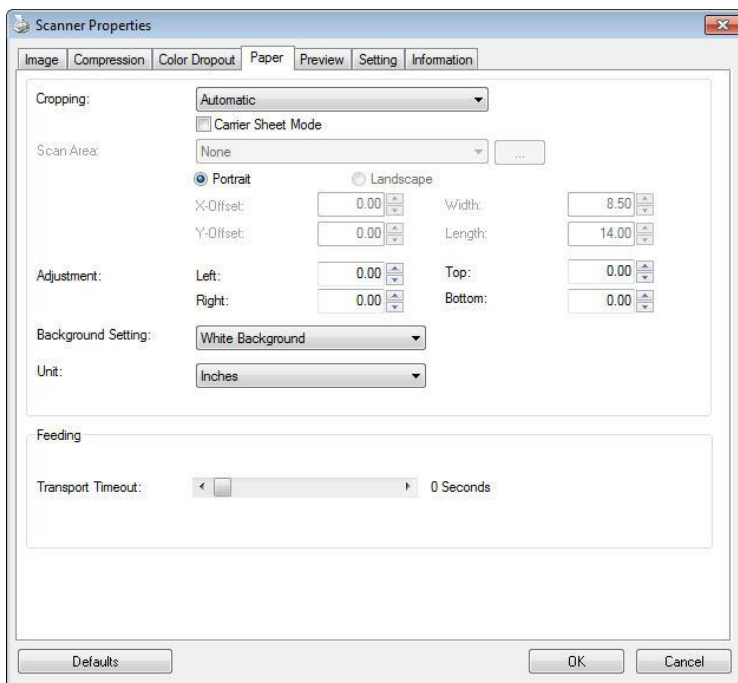 Scanner Properties
Image Compression Color Dropout Paper Preview Setting Information
Cropping: Automatic
Carrier Sheet Mode
Scan Area: None ...
Portrait Landscape
X-Offset: 0.00 Width: 8.50
Y-Offset: 0.00 Length: 14.00
Adjustment: Left: 0.00 Top: 0.00
Right: 0.00 Bottom: 0.00
Background Setting: White Background
Unit: Inches
Feeding
Transport Timeout: 0 Seconds
Defaults OK Cancel